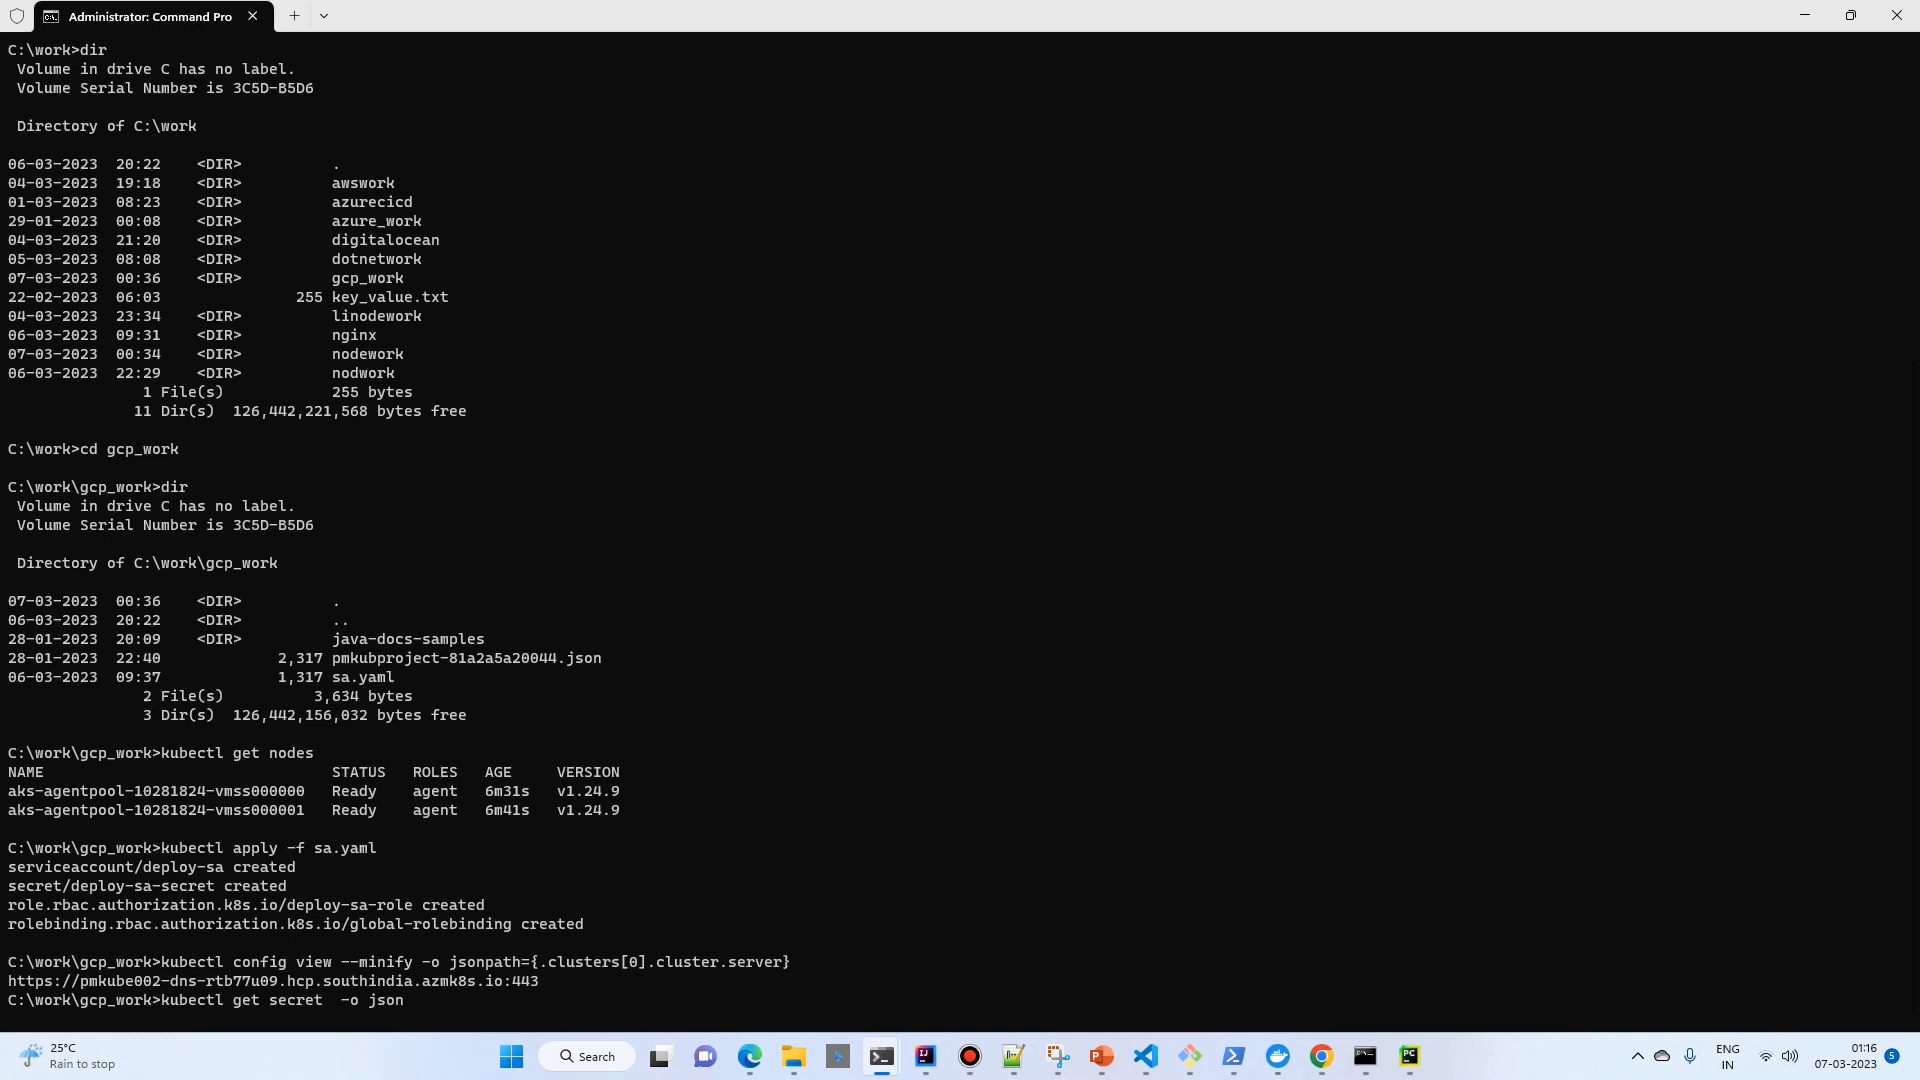 Administrator: Command Pro
C:\work>dir
 Volume in drive C has no label.
 Volume Serial Number is 3C5D-B5D6
 Directory of C:\work
06-03-2023  20:22    <DIR>          .
04-03-2023  19:18    <DIR>          awswork
01-03-2023  08:23    <DIR>          azurecicd
29-01-2023  00:08    <DIR>          azure_work
04-03-2023  21:20    <DIR>          digitalocean
05-03-2023  08:08    <DIR>          dotnetwork
07-03-2023  00:36    <DIR>          gcp_work
22-02-2023  06:03               255 key_value.txt
04-03-2023  23:34    <DIR>          linodework
06-03-2023  09:31    <DIR>          nginx
07-03-2023  00:34    <DIR>          nodework
06-03-2023  22:29    <DIR>          nodwork
               1 File(s)            255 bytes
              11 Dir(s)  126,442,221,568 bytes free
C:\work>cd gcp_work
C:\work\gcp_work>dir
 Volume in drive C has no label.
 Volume Serial Number is 3C5D-B5D6
 Directory of C:\work\gcp_work
07-03-2023  00:36    <DIR>          .
06-03-2023  20:22    <DIR>          ..
28-01-2023  20:09    <DIR>          java-docs-samples
28-01-2023  22:40             2,317 pmkubproject-81a2a5a20044.json
06-03-2023  09:37             1,317 sa.yaml
               2 File(s)          3,634 bytes
               3 Dir(s)  126,442,156,032 bytes free
C:\work\gcp_work>kubectl get nodes
NAME                                STATUS   ROLES   AGE     VERSION
aks-agentpool-10281824-vmss000000   Ready    agent   6m31s   v1.24.9
aks-agentpool-10281824-vmss000001   Ready    agent   6m41s   v1.24.9
C:\work\gcp_work>kubectl apply -f sa.yaml
serviceaccount/deploy-sa created
secret/deploy-sa-secret created
role.rbac.authorization.k8s.io/deploy-sa-role created
rolebinding.rbac.authorization.k8s.io/global-rolebinding created
C:\work\gcp_work>kubectl config view --minify -o jsonpath={.clusters[0].cluster.server}
https://pmkube002-dns-rtb77u09.hcp.southindia.azmk8s.io:443
C:\work\gcp_work>kubectl get secret  -o json
25°C
Rain to stop
Search
ENG
IN
01:16
07-03-2023
5